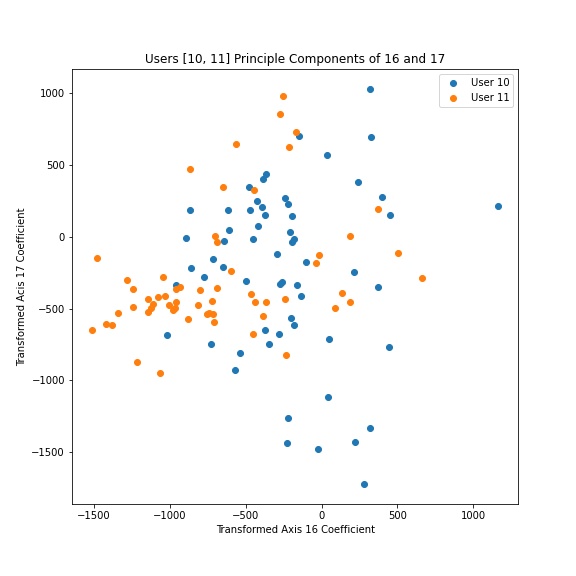 Users [10, 11] Principle Components of 16 and 17
User 10
User 11
1000
500
0
−500
−1000
−1500
Transformed Acis 17 Coefficient
−1500
−1000
−500
0
500
1000
Transformed Axis 16 Coefficient